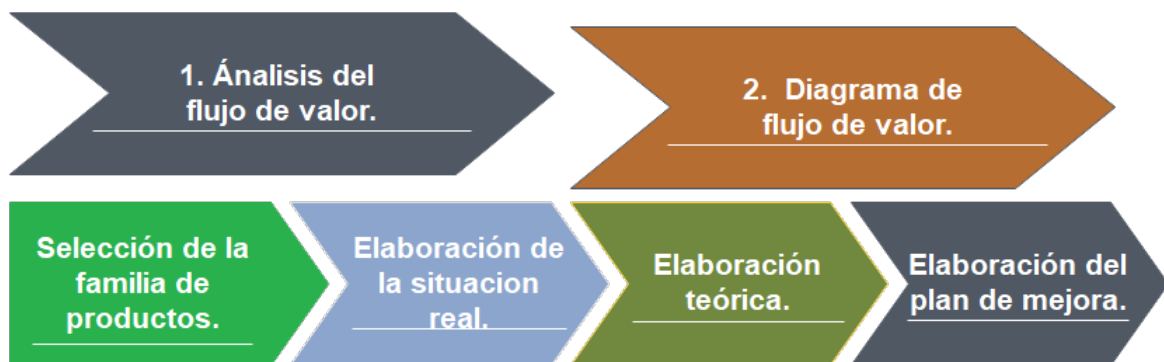 1. Ánalisis del
flujo de valor.
2. Diagrama de
flujo de valor.
Selección de la
familia de
productos.
Elaboración de
la situacion
real.
Elaboración
teórica.
Elaboración del
plan de mejora.